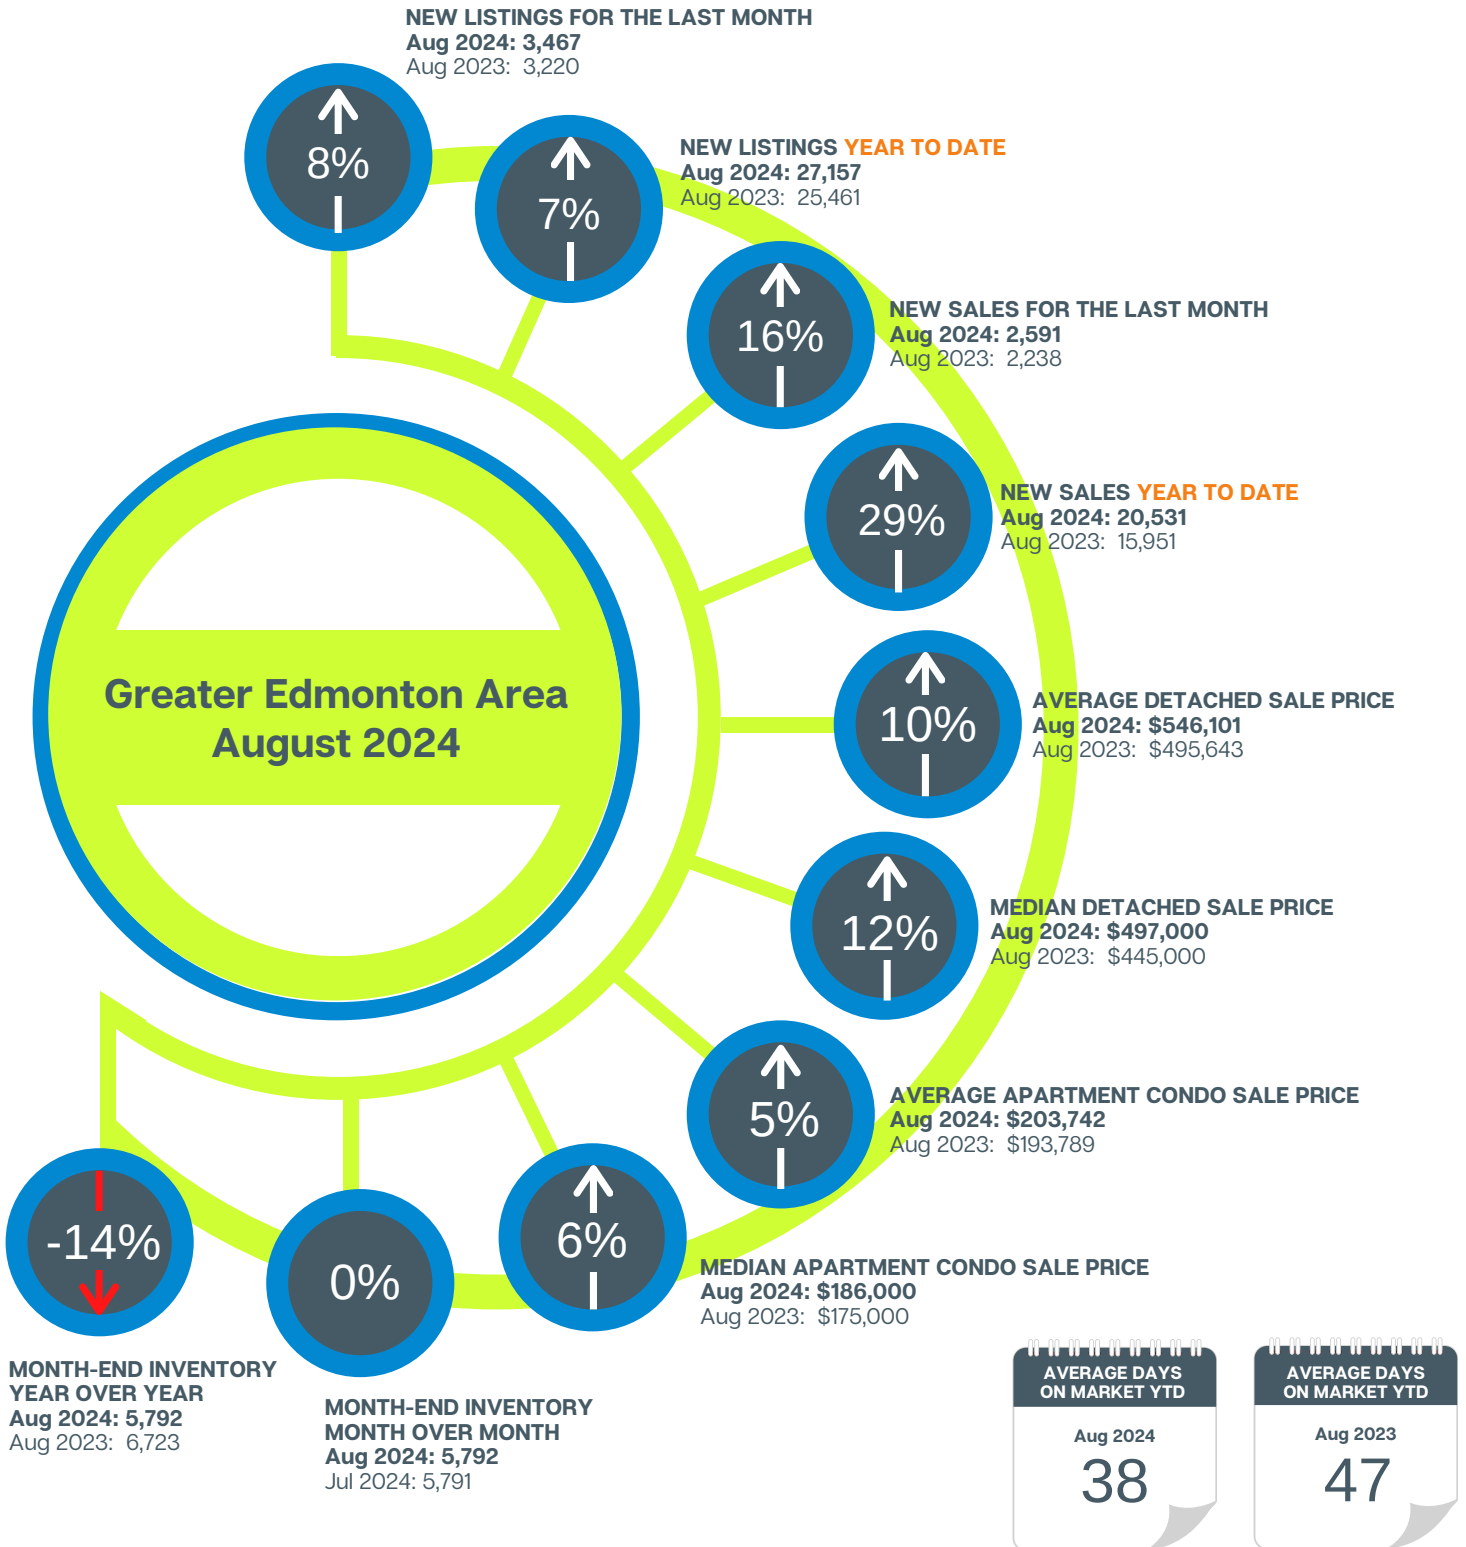 NEW LISTINGS FOR THE LAST MONTH
Aug 2024: 3,467
Aug 2023: 3,220
8%
NEW LISTINGS YEAR TO DATE
Aug 2024: 27,157
Aug 2023: 25,461
7%
NEW SALES FOR THE LAST MONTH
Aug 2024: 2,591
Aug 2023: 2,238
16%
NEW SALES YEAR TO DATE
Aug 2024: 20,531
Aug 2023: 15,951
29%
Greater Edmonton Area
August 2024
AVERAGE DETACHED SALE PRICE
Aug 2024: $546,101
Aug 2023: $495,643
10%
MEDIAN DETACHED SALE PRICE
Aug 2024: $497,000
Aug 2023: $445,000
12%
AVERAGE APARTMENT CONDO SALE PRICE
Aug 2024: $203,742
Aug 2023: $193,789
5%
MEDIAN APARTMENT CONDO SALE PRICE
Aug 2024: $186,000
Aug 2023: $175,000
6%
0%
MONTH-END INVENTORY
MONTH OVER MONTH
Aug 2024: 5,792
Jul 2024: 5,791
-14%
MONTH-END INVENTORY
YEAR OVER YEAR
Aug 2024: 5,792
Aug 2023: 6,723
AVERAGE DAYS
ON MARKET YTD
Aug 2024
38
AVERAGE DAYS
ON MARKET YTD
Aug 2023
47